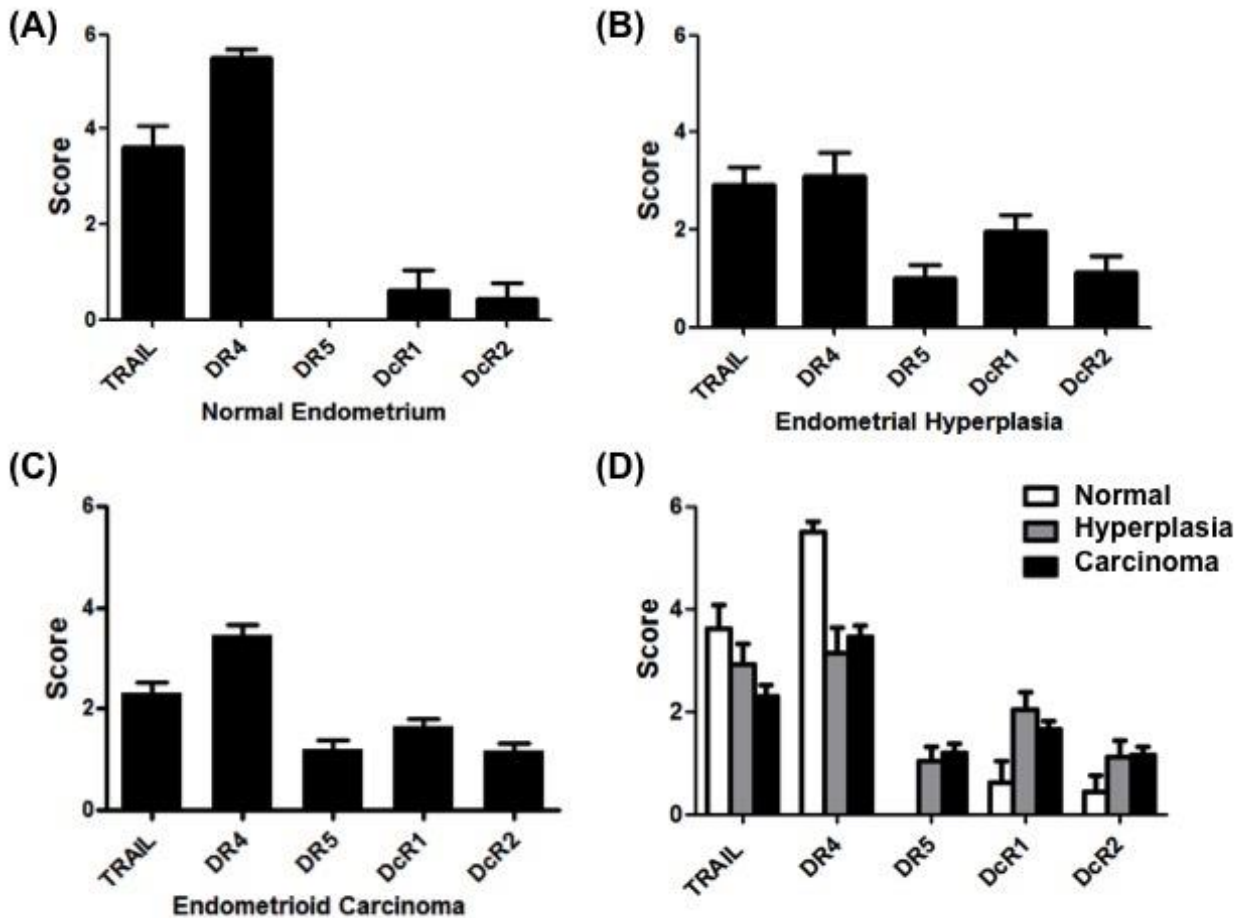 (A)
6
4
2
0
Score
TRAIL
DR4
DR5
DcR1
DcR2
Normal Endometrium
(B)
6
4
2
0
Score
TRAIL
DR4
DR5
DcR1
DcR2
Endometrial Hyperplasia
(C)
6
4
2
0
Score
TRAIL
DR4
DR5
DcR1
DcR2
Endometrioid Carcinoma
(D)
Normal
Hyperplasia
Carcinoma
6
4
2
0
Score
TRAIL
DR4
DR5
DcR1
DcR2